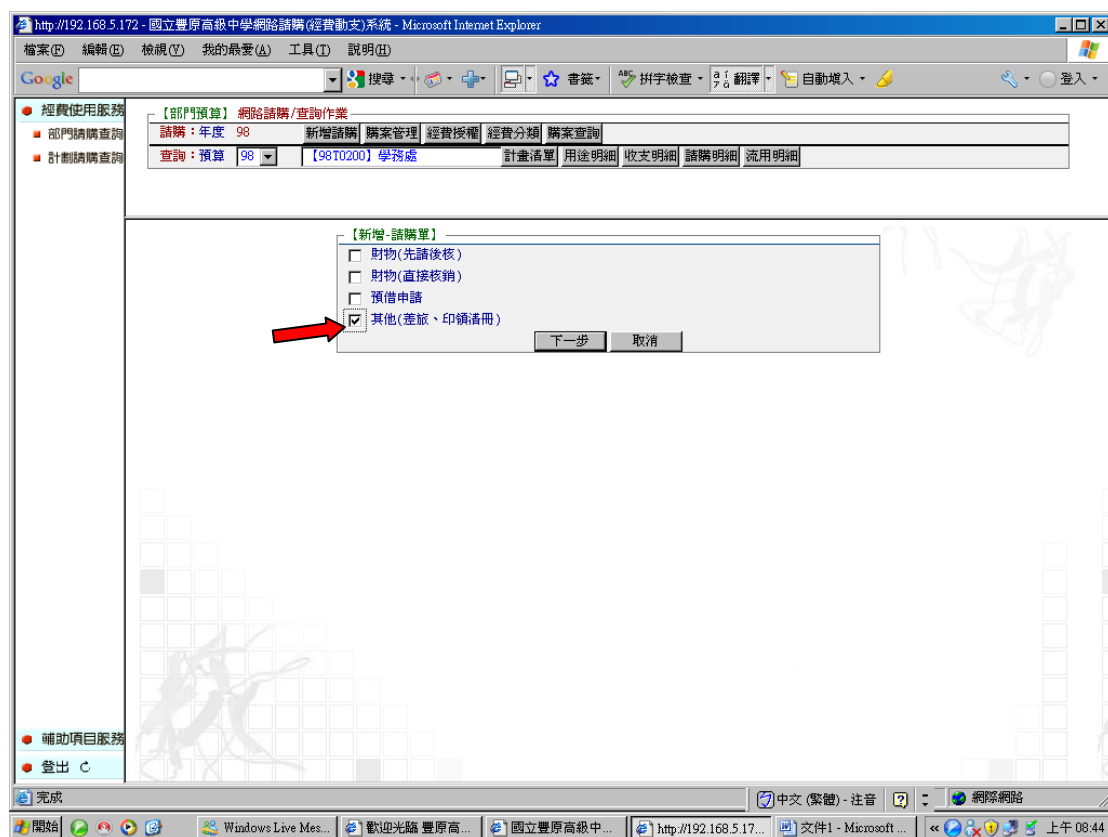 http://192.168.5.172 - 國立豐原高級中學網路請購(經費動支)系統 - Microsoft Internet Explorer
檔案(F) 編輯(E) 檢視(V) 我的最愛(A) 工具(T) 說明(H)
Google 搜尋 書籤 ABC 拼字檢查 翻譯 自動填入 登入
經費使用服務
部門請購查詢
計劃請購查詢
【部門預算】 網路請購/查詢作業
請購：年度 98 新增請購 購案管理 經費授權 經費分類 購案查詢
查詢：預算 98 【98T0200】學務處 計畫清單 用途明細 收支明細 請購明細 流用明細
【新增-請購單】
財物(先請後核)
財物(直接核銷)
預借申請
其他(差旅、印領清冊)
下一步 取消
輔助項目服務
登出
完成 中文 (繁體) - 注音 網際網路
開始 Windows Live Mes... 歡迎光臨 豐原高... 國立豐原高級中... http://192.168.5.17... 文件1 - Microsoft ... 上午 08:44